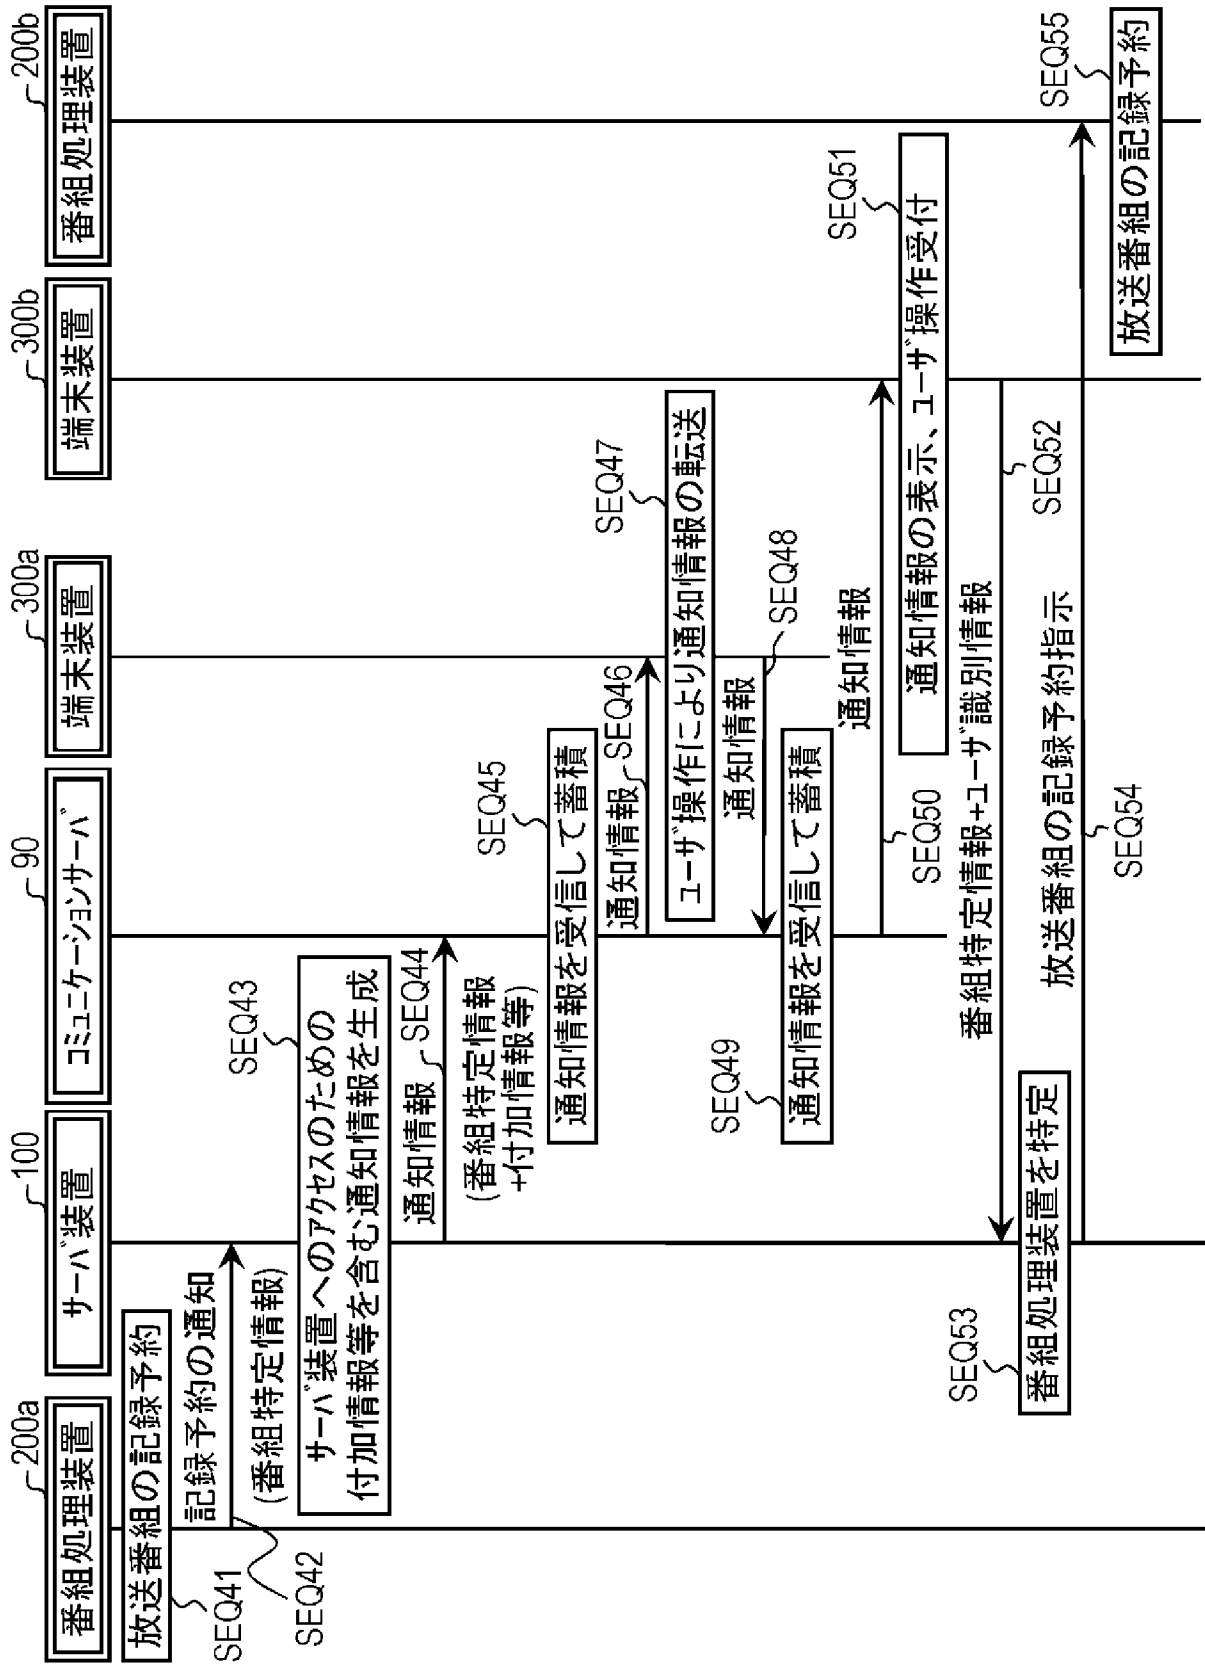 200a
番組処理装置
100
サーバ装置
90
コミュニケーションサーバ
300a
端末装置
300b
端末装置
200b
番組処理装置
放送番組の記録予約
SEQ41
記録予約の通知
(番組特定情報)
SEQ42
SEQ43
サーバ装置へのアクセスのための
付加情報等を含む通知情報を生成
通知情報
SEQ44
(番組特定情報
+付加情報等)
SEQ45
通知情報を受信して蓄積
通知情報
SEQ46
SEQ47
ユーザ操作により通知情報の転送
通知情報
SEQ48
SEQ49
通知情報を受信して蓄積
通知情報
SEQ50
SEQ51
通知情報の表示、ユーザ操作受付
番組特定情報+ユーザ識別情報
SEQ52
SEQ53
番組処理装置を特定
放送番組の記録予約指示
SEQ54
SEQ55
放送番組の記録予約